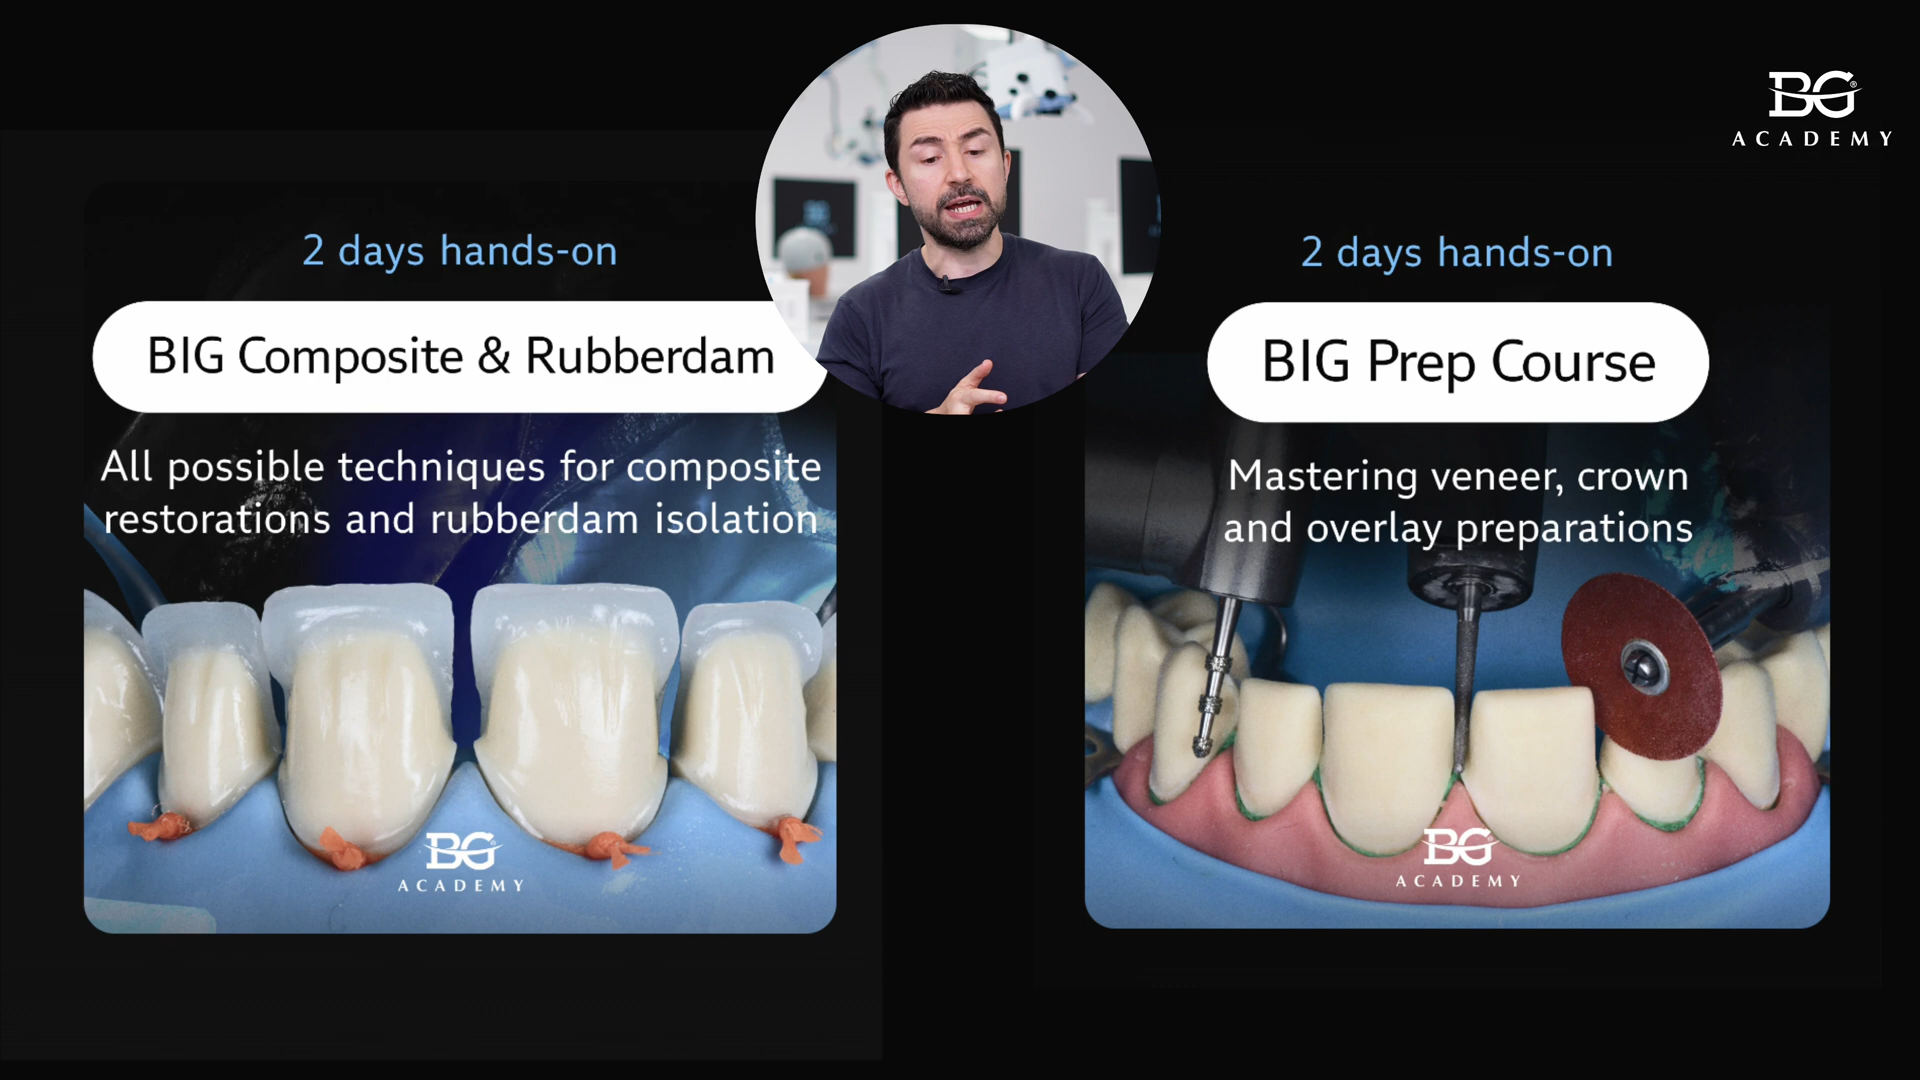 BG®
ACADEMY
2 days hands-on
BIG Composite & Rubberdam
All possible techniques for composite
restorations and rubberdam isolation
BG®
ACADEMY
2 days hands-on
BIG Prep Course
Mastering veneer, crown
and overlay preparations
BG®
ACADEMY